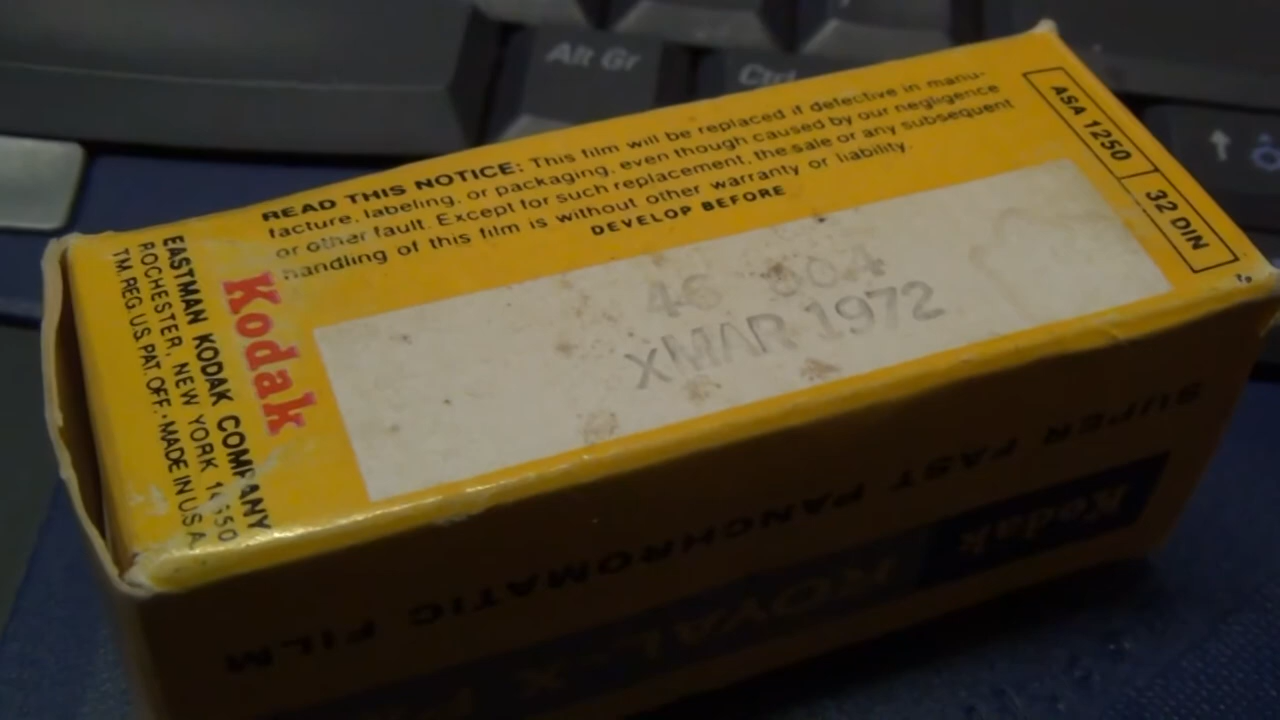 Alt Gr
Ctrl
READ THIS NOTICE: This film will be replaced if defective in manu-
facture, labeling, or packaging, even though caused by our negligence
or other fault. Except for such replacement, the sale or any subsequent
handling of this film is without other warranty or liability.
DEVELOP BEFORE
XMAR 1972
ASA 1250
32 DIN
Kodak
EASTMAN KODAK COMPANY
ROCHESTER, NEW YORK
TM. REG. U.S. PAT. OFF. • MADE IN U.S.A.
SUPER FAST PANCHROMATIC FILM
Kodak
ROYAL-X